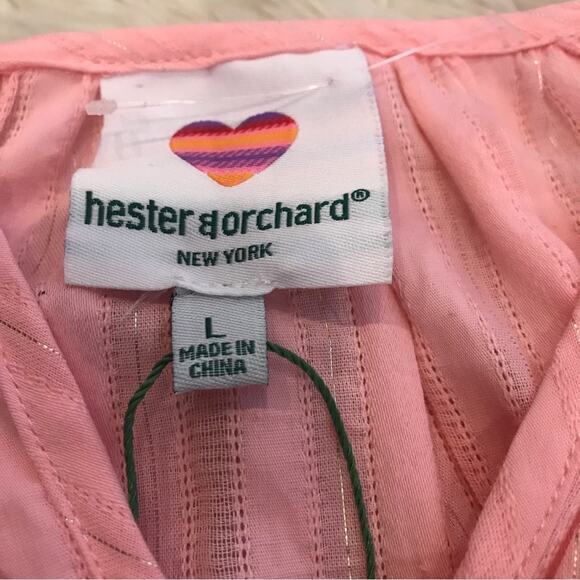 hester & orchard®
NEW YORK
L
MADE IN
CHINA